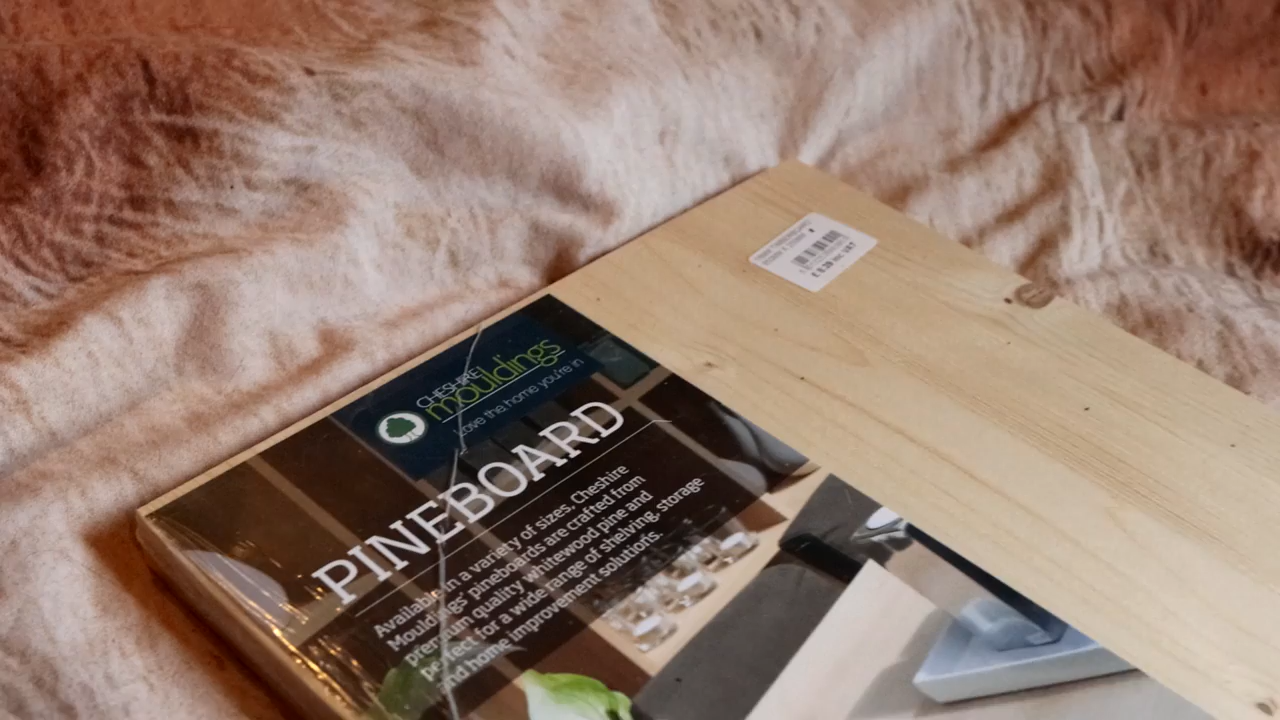 CHESHIRE
mouldings
Love the home you're in
PINEBOARD
Available in a variety of sizes, Cheshire
Mouldings' pineboards are crafted from
premium quality whitewood pine and
perfect for a wide range of shelving, storage
and home improvement solutions.